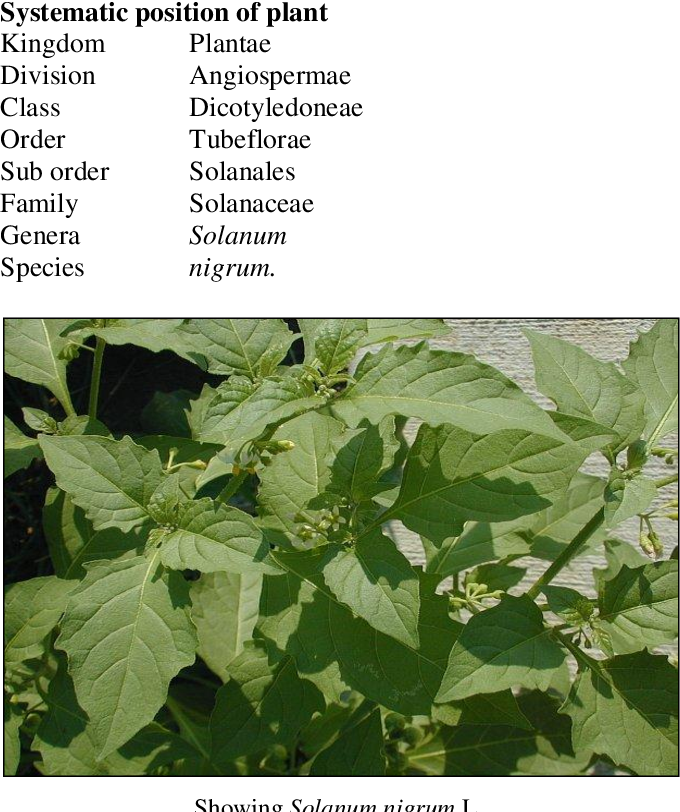 Systematic position of plant
Kingdom Plantae
Division Angiospermae
Class Dicotyledoneae
Order Tubeflorae
Sub order Solanales
Family Solanaceae
Genera Solanum
Species nigrum.
Showing Solanum nigrum L.